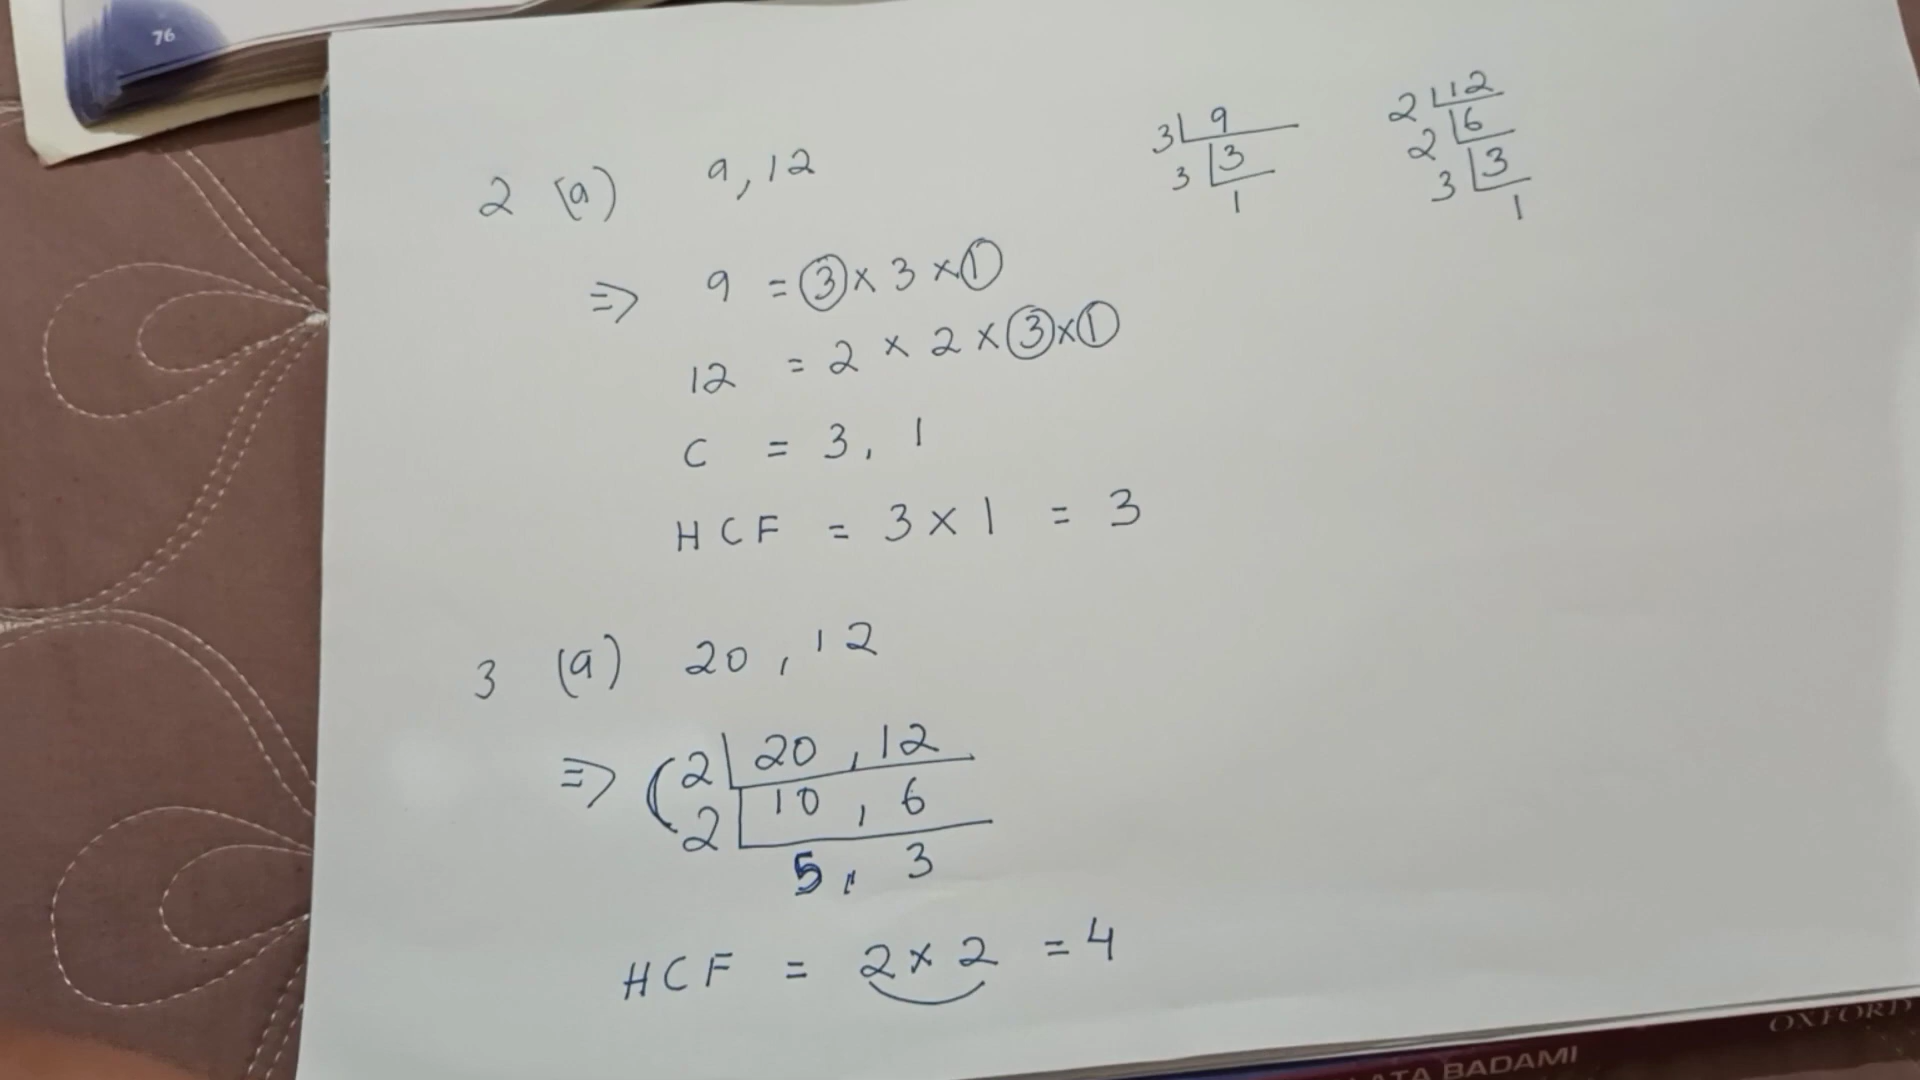 76
2 (a) 9, 12
3 9
3 3
1
2 12
2 6
3 3
1
⇒ 9 = 3 × 3 × 1
12 = 2 × 2 × 3 × 1
C = 3, 1
HCF = 3 × 1 = 3
3 (a) 20, 12
⇒ ( 2 20, 12
2 10, 6
5, 3
HCF = 2 × 2 = 4
OXFORD
BADAMI